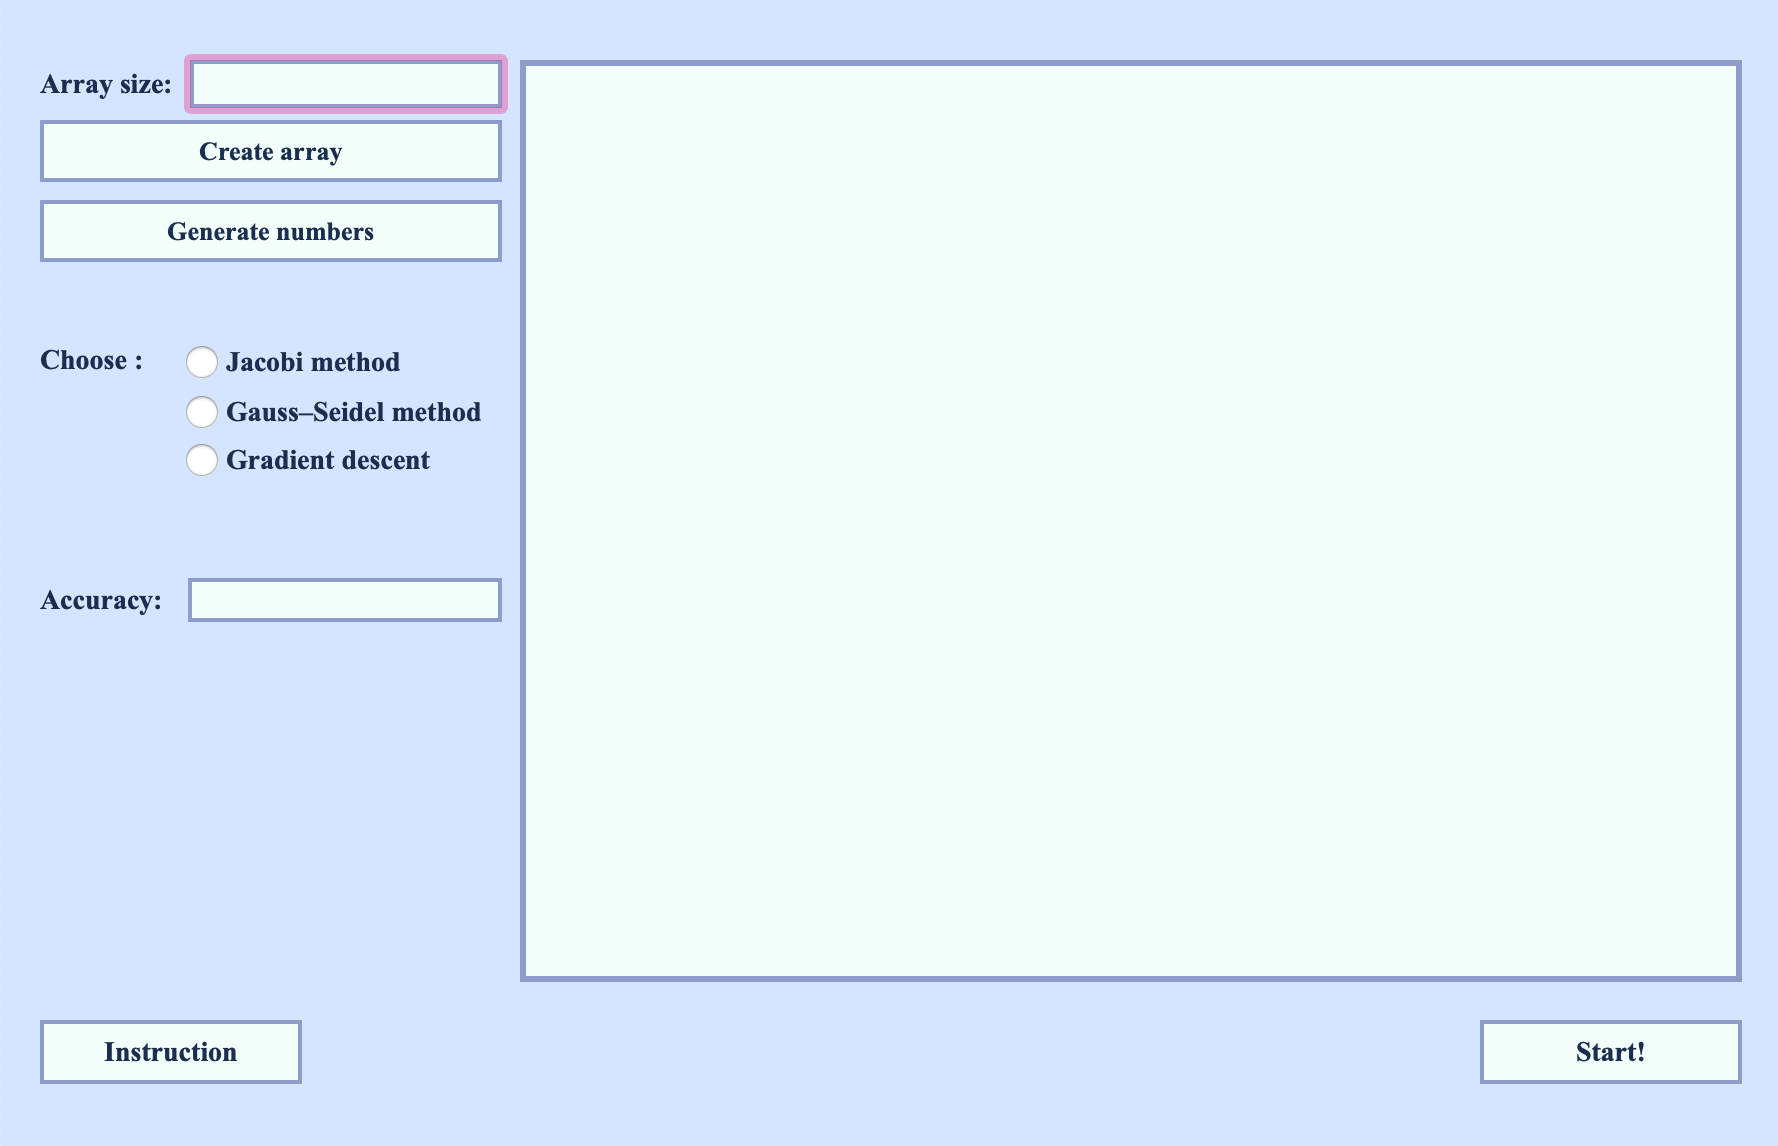 Array size:
Create array
Generate numbers
Choose :
Jacobi method
Gauss–Seidel method
Gradient descent
Accuracy:
Instruction
Start!